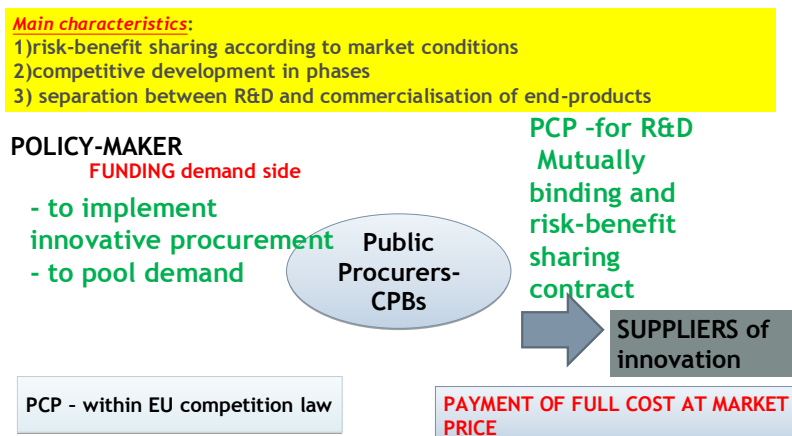 Main characteristics:
1)risk-benefit sharing according to market conditions
2)competitive development in phases
3) separation between R&D and commercialisation of end-products
POLICY-MAKER
FUNDING demand side
- to implement
innovative procurement
- to pool demand
Public
Procurers-
CPBs
PCP -for R&D
Mutually
binding and
risk-benefit
sharing
contract
SUPPLIERS of
innovation
PCP - within EU competition law
PAYMENT OF FULL COST AT MARKET
PRICE